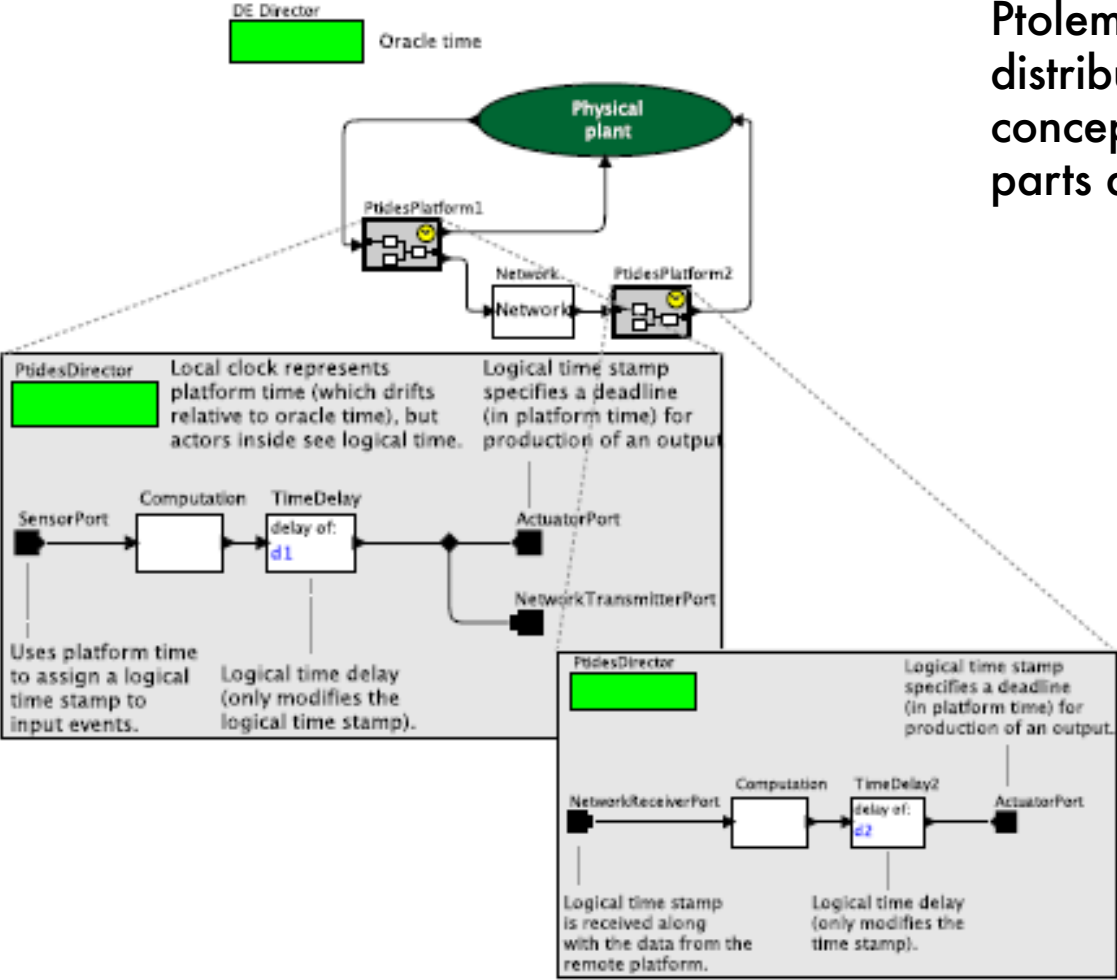 DE Director
Oracle time
Physical
plant
PtidesPlatform1
Network
Network
PtidesPlatform2
PtidesDirector
Local clock represents
platform time (which drifts
relative to oracle time), but
actors inside see logical time.
Logical time stamp
specifies a deadline
(in platform time) for
production of an output
SensorPort
Computation
TimeDelay
delay of:
d1
ActuatorPort
NetworkTransmitterPort
Uses platform time
to assign a logical
time stamp to
input events.
Logical time delay
(only modifies the
logical time stamp).
PtidesDirector
Logical time stamp
specifies a deadline
(in platform time) for
production of an output.
NetworkReceiverPort
Computation
TimeDelay2
delay of:
d2
ActuatorPort
Logical time stamp
is received along
with the data from the
remote platform.
Logical time delay
(only modifies the
time stamp).
Ptolem
distribu
concep
parts